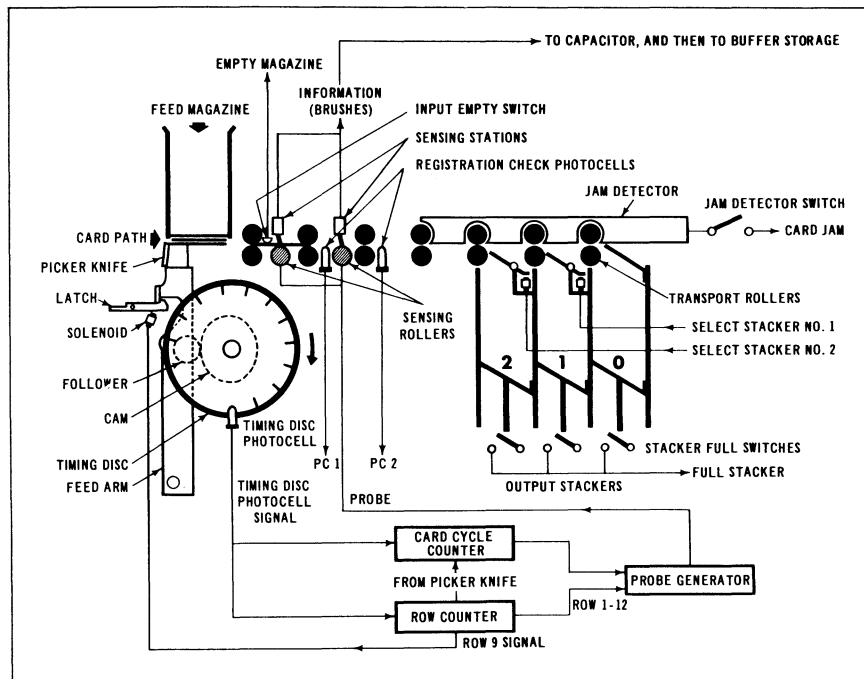 TO CAPACITOR, AND THEN TO BUFFER STORAGE
EMPTY MAGAZINE
INFORMATION
(BRUSHES)
FEED MAGAZINE
INPUT EMPTY SWITCH
SENSING STATIONS
REGISTRATION CHECK PHOTOCELLS
JAM DETECTOR
JAM DETECTOR SWITCH
CARD JAM
CARD PATH
PICKER KNIFE
LATCH
SOLENOID
SENSING
ROLLERS
TRANSPORT ROLLERS
SELECT STACKER NO. 1
SELECT STACKER NO. 2
2 1 0
FOLLOWER
CAM
TIMING DISC
PHOTOCELL
TIMING DISC
FEED ARM
PC 1
PC 2
STACKER FULL SWITCHES
FULL STACKER
OUTPUT STACKERS
TIMING DISC
PHOTOCELL
SIGNAL
PROBE
CARD CYCLE
COUNTER
FROM PICKER KNIFE
PROBE GENERATOR
ROW COUNTER
ROW 1-12
ROW 9 SIGNAL